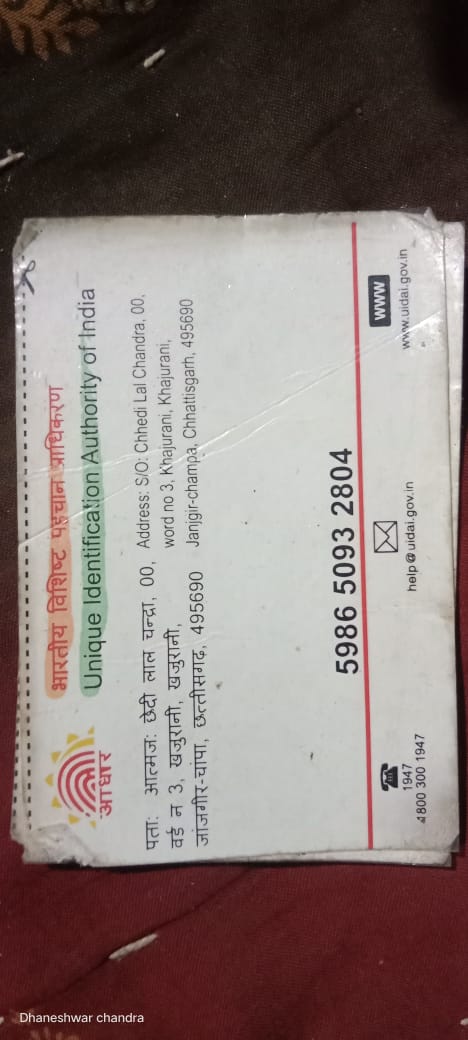 भारतीय विशिष्ट पहचान प्राधिकरण
Unique Identification Authority of India
आधार
पता: आत्मज: छेदी लाल चन्द्रा, 00,
वर्ड न 3, खजुरानी, खजुरानी,
जांजगीर-चांपा, छत्तीसगढ़, 495690
Address: S/O: Chhedi Lal Chandra, 00,
word no 3, Khajurani, Khajurani,
Janjgir-champa, Chhattisgarh, 495690
5986 5093 2804
1947
1800 300 1947
help@uidai.gov.in
www
www.uidai.gov.in
Dhaneshwar chandra